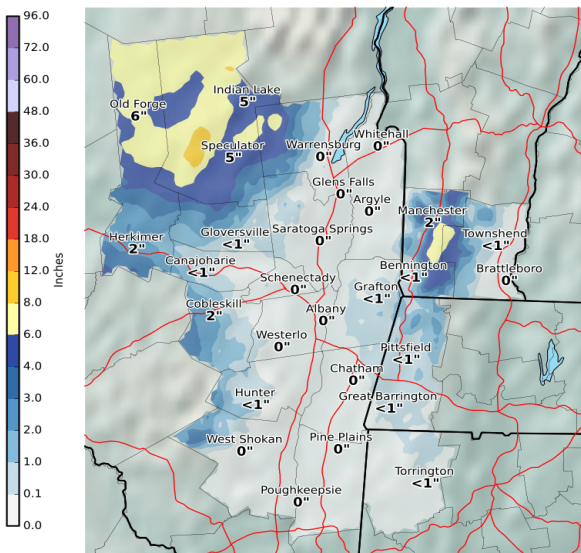 96.0
72.0
60.0
48.0
36.0
30.0
24.0
18.0
12.0
8.0
6.0
4.0
3.0
2.0
1.0
0.1
0.0
Inches
Indian Lake
5"
Old Forge
6"
Speculator
5"
Warrensburg
0"
Whitehall
0"
Glens Falls
0"
Argyle
0"
Manchester
2"
Herkimer
2"
Gloversville
<1"
Saratoga Springs
0"
Townshend
<1"
Canajoharie
<1"
Schenectady
0"
Bennington
<1"
Brattleboro
0"
Grafton
<1"
Cobleskill
2"
Albany
0"
Westerlo
0"
Pittsfield
<1"
Chatham
0"
Hunter
<1"
Great Barrington
<1"
West Shokan
0"
Pine Plains
0"
Torrington
<1"
Poughkeepsie
0"